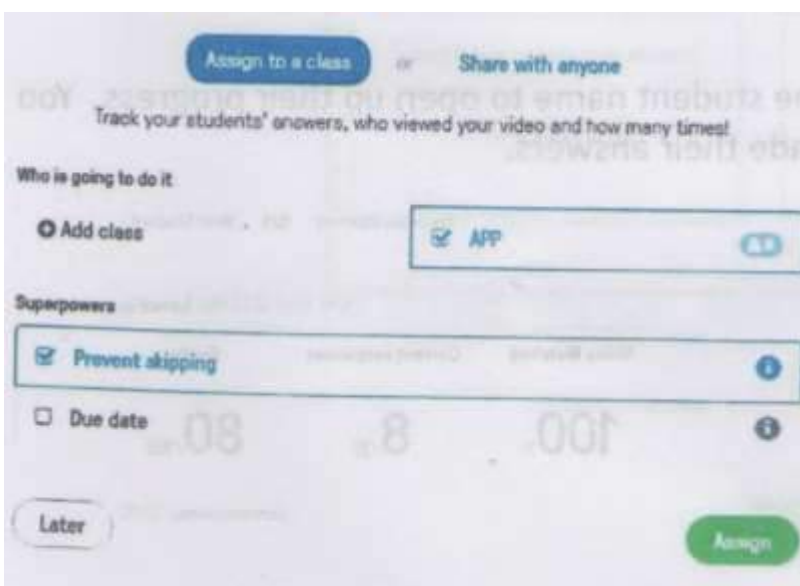 Assign to a class or Share with anyone
Track your students' answers, who viewed your video and how many times!
Who is going to do it
Add class
APP
Superpowers
Prevent skipping
Due date
Later
Assign